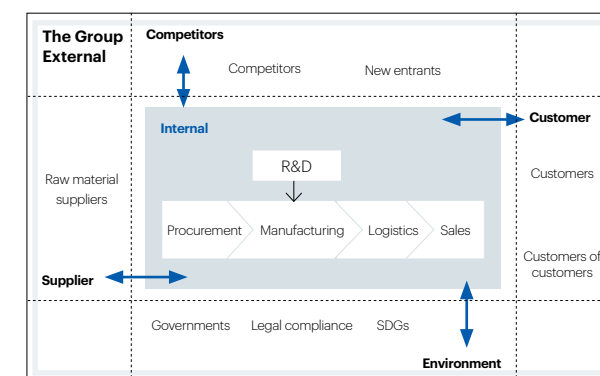 The Group
External
Competitors
Competitors
New entrants
Internal
Customer
R&D
Raw material
suppliers
Customers
Procurement
Manufacturing
Logistics
Sales
Customers of
customers
Supplier
Governments
Legal compliance
SDGs
Environment